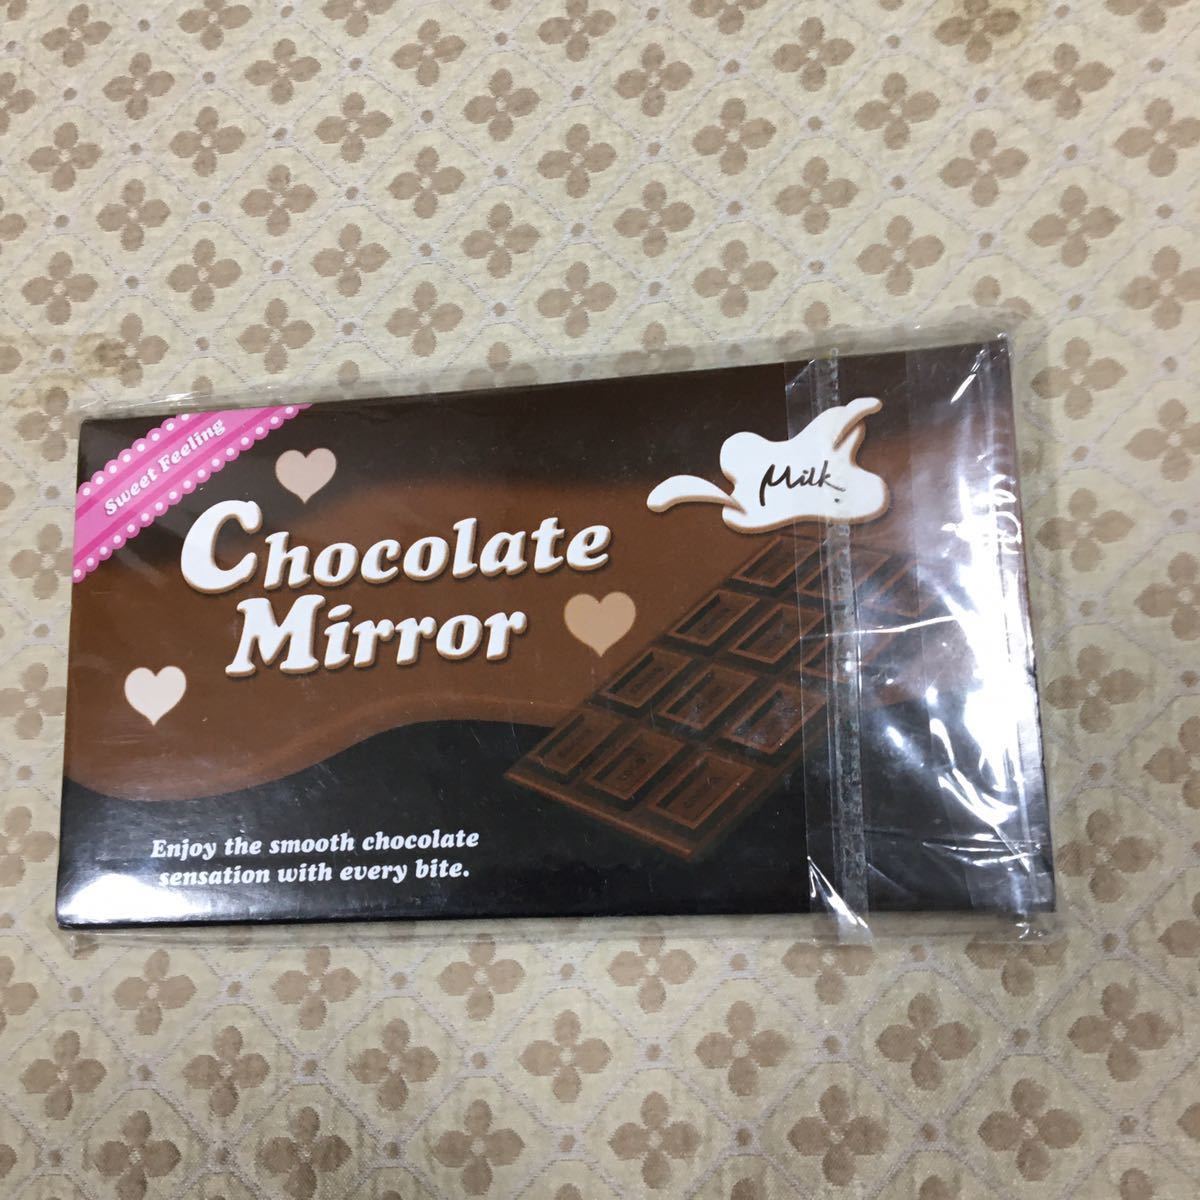 Sweet Feeling
Milk
Chocolate
Mirror
Enjoy the smooth chocolate
sensation with every bite.